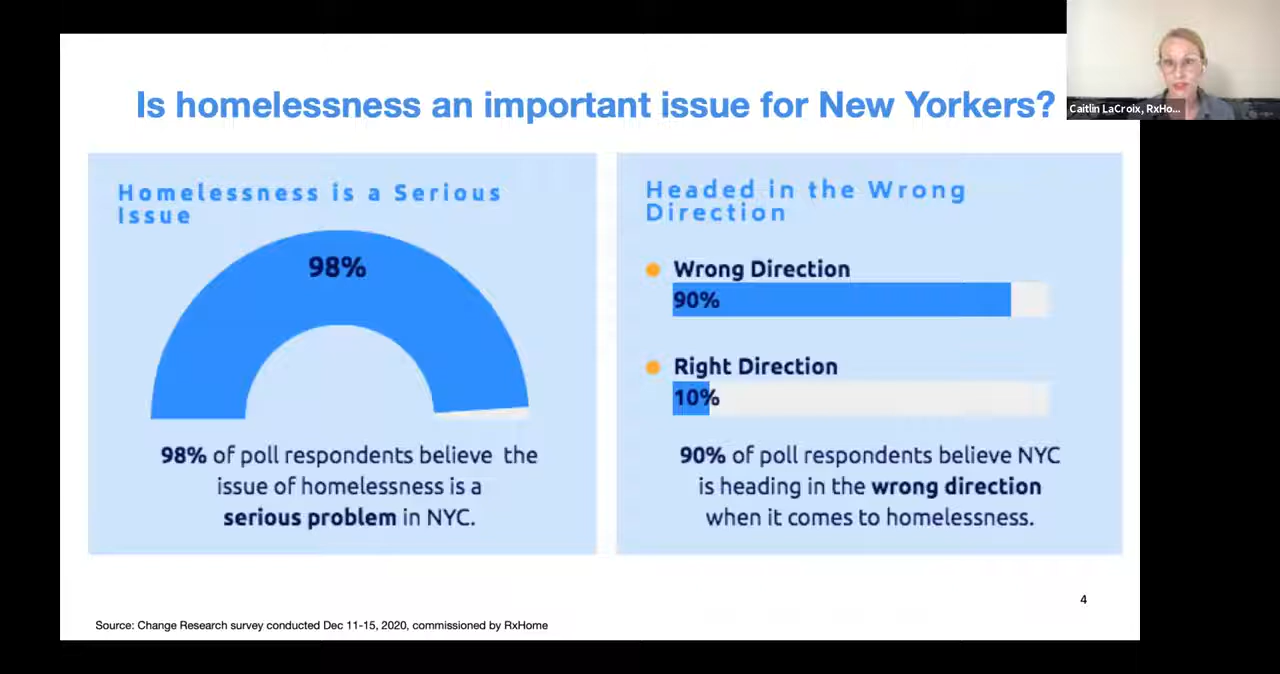 Is homelessness an important issue for New Yorkers?
Caitlin LaCroix, RxHo...
Homelessness is a Serious
Issue
98%
98% of poll respondents believe the
issue of homelessness is a
serious problem in NYC.
Headed in the Wrong
Direction
Wrong Direction
90%
Right Direction
10%
90% of poll respondents believe NYC
is heading in the wrong direction
when it comes to homelessness.
4
Source: Change Research survey conducted Dec 11-15, 2020, commissioned by RxHome